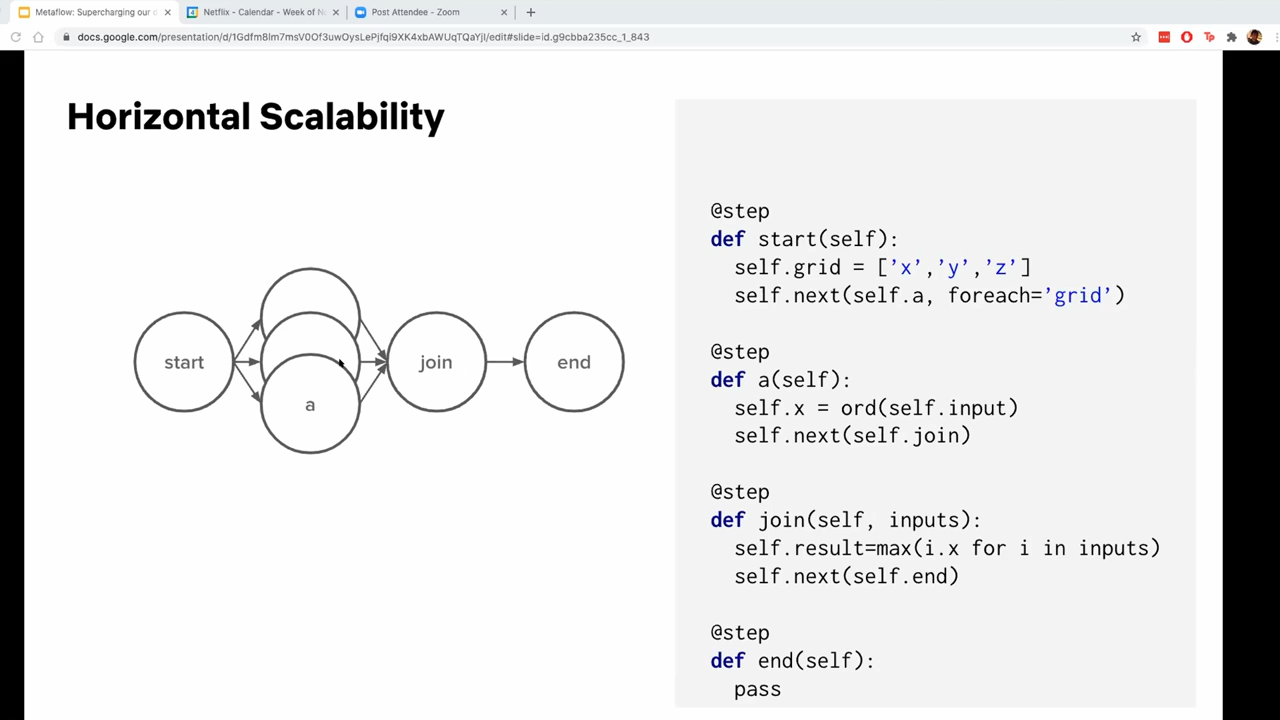 Metaflow: Supercharging our
Netflix - Calendar - Week of N
Post Attendee - Zoom
docs.google.com/presentation/d/1Gdfm8lm7msV0Of3uwOysLePjfqi9XK4xbAWUqTQaYjI/edit#slide=id.g9cbba235cc_1_843
Horizontal Scalability
start
a
join
end
@step
def start(self):
self.grid = ['x','y','z']
self.next(self.a, foreach='grid')
@step
def a(self):
self.x = ord(self.input)
self.next(self.join)
@step
def join(self, inputs):
self.result=max(i.x for i in inputs)
self.next(self.end)
@step
def end(self):
pass